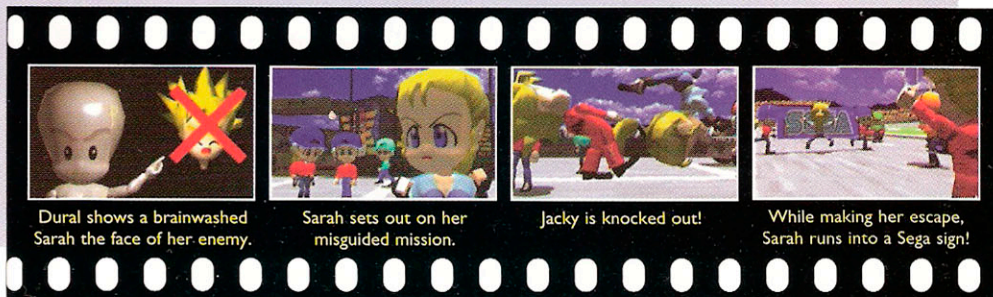 Dural shows a brainwashed
Sarah the face of her enemy.
Sarah sets out on her
misguided mission.
Jacky is knocked out!
While making her escape,
Sarah runs into a Sega sign!
SEGA